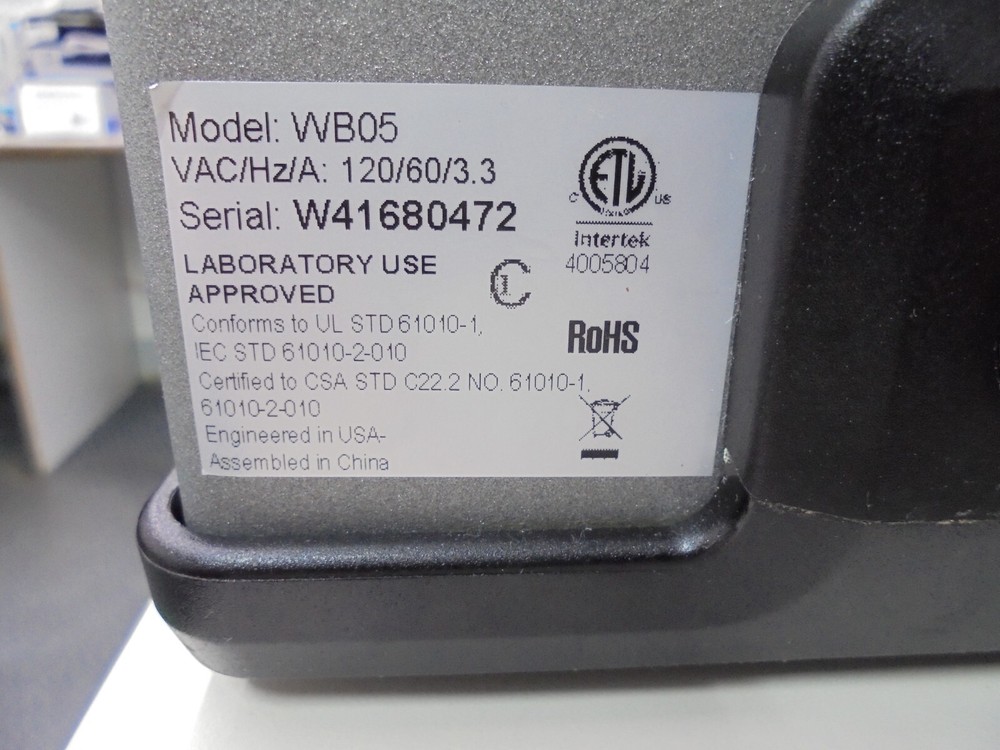 Model: WB05
VAC/Hz/A: 120/60/3.3
Serial: W41680472
LABORATORY USE
APPROVED
Conforms to UL STD 61010-1,
IEC STD 61010-2-010
Certified to CSA STD C22.2 NO. 61010-1,
61010-2-010
Engineered in USA-
Assembled in China
C ETL US
Intertek
4005804
RoHS